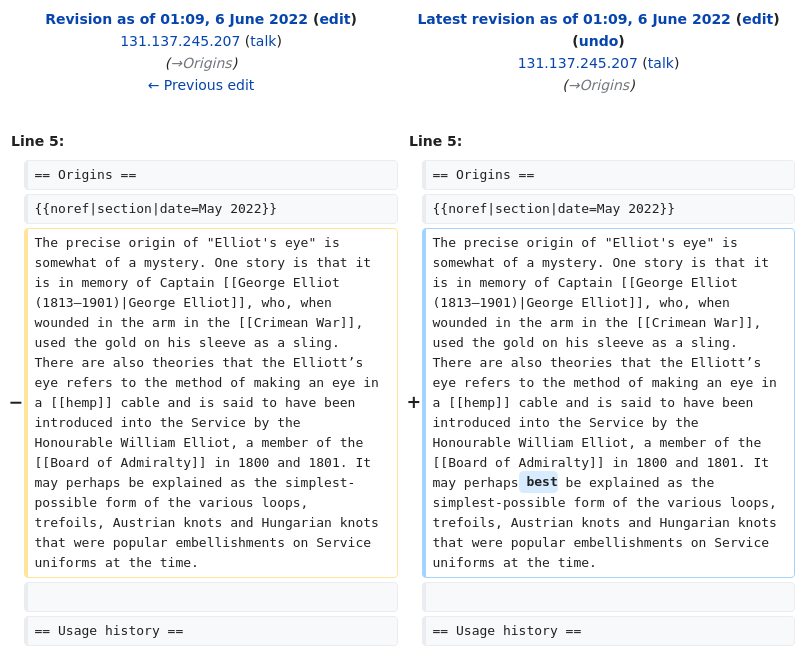 Revision as of 01:09, 6 June 2022 (edit)
131.137.245.207 (talk)
(→Origins)
← Previous edit
Latest revision as of 01:09, 6 June 2022 (edit)
(undo)
131.137.245.207 (talk)
(→Origins)
Line 5:
Line 5:
== Origins ==
== Origins ==
{{noref|section|date=May 2022}}
{{noref|section|date=May 2022}}
−
The precise origin of "Elliot's eye" is
somewhat of a mystery. One story is that it
is in memory of Captain [[George Elliot
(1813–1901)|George Elliot]], who, when
wounded in the arm in the [[Crimean War]],
used the gold on his sleeve as a sling.
There are also theories that the Elliott’s
eye refers to the method of making an eye in
a [[hemp]] cable and is said to have been
introduced into the Service by the
Honourable William Elliot, a member of the
[[Board of Admiralty]] in 1800 and 1801. It
may perhaps be explained as the simplest-
possible form of the various loops,
trefoils, Austrian knots and Hungarian knots
that were popular embellishments on Service
uniforms at the time.
+
The precise origin of "Elliot's eye" is
somewhat of a mystery. One story is that it
is in memory of Captain [[George Elliot
(1813–1901)|George Elliot]], who, when
wounded in the arm in the [[Crimean War]],
used the gold on his sleeve as a sling.
There are also theories that the Elliott’s
eye refers to the method of making an eye in
a [[hemp]] cable and is said to have been
introduced into the Service by the
Honourable William Elliot, a member of the
[[Board of Admiralty]] in 1800 and 1801. It
may perhaps best be explained as the
simplest-possible form of the various loops,
trefoils, Austrian knots and Hungarian knots
that were popular embellishments on Service
uniforms at the time.
== Usage history ==
== Usage history ==